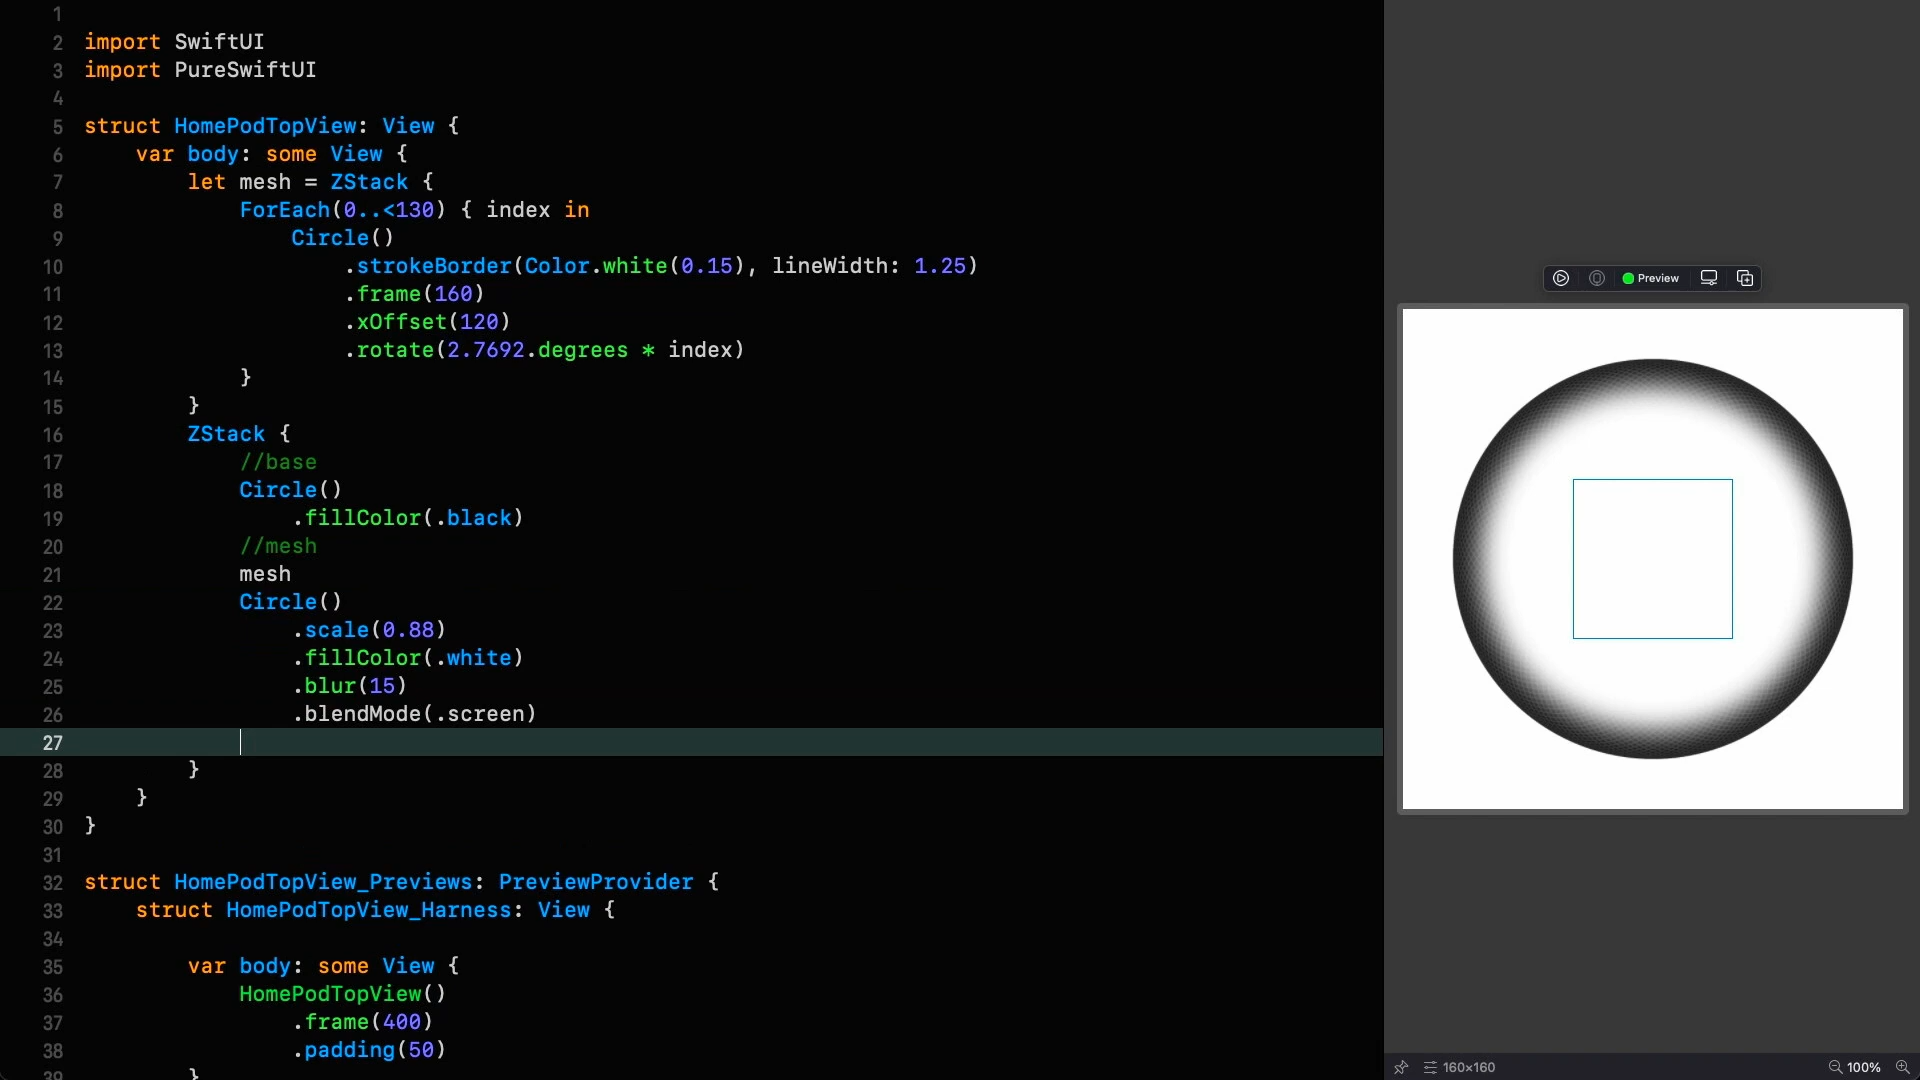 1
2 import SwiftUI
3 import PureSwiftUI
4
5 struct HomePodTopView: View {
6     var body: some View {
7         let mesh = ZStack {
8             ForEach(0..<130) { index in
9                 Circle()
10                     .strokeBorder(Color.white(0.15), lineWidth: 1.25)
11                     .frame(160)
12                     .xOffset(120)
13                     .rotate(2.7692.degrees * index)
14             }
15         }
16         ZStack {
17             //base
18             Circle()
19                 .fillColor(.black)
20             //mesh
21             mesh
22             Circle()
23                 .scale(0.88)
24                 .fillColor(.white)
25                 .blur(15)
26                 .blendMode(.screen)
27
28         }
29     }
30 }
31
32 struct HomePodTopView_Previews: PreviewProvider {
33     struct HomePodTopView_Harness: View {
34
35         var body: some View {
36             HomePodTopView()
37                 .frame(400)
38                 .padding(50)
39         }
Preview
160×160
100%